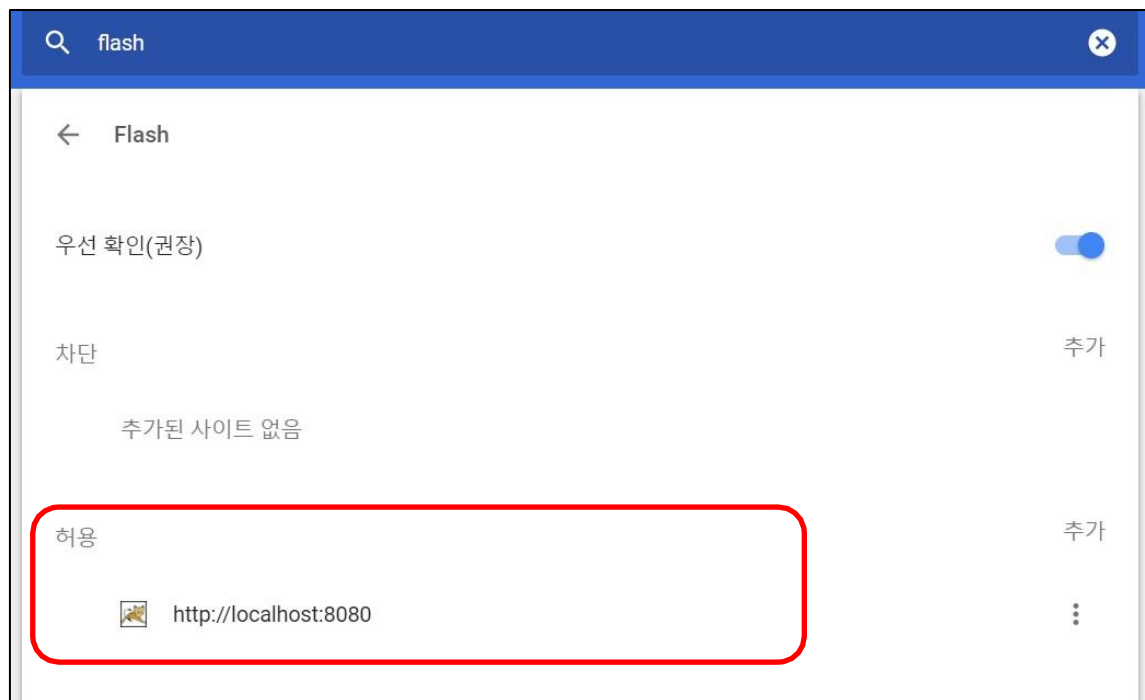 flash
Flash
우선 확인(권장)
차단 추가
추가된 사이트 없음
허용 추가
http://localhost:8080